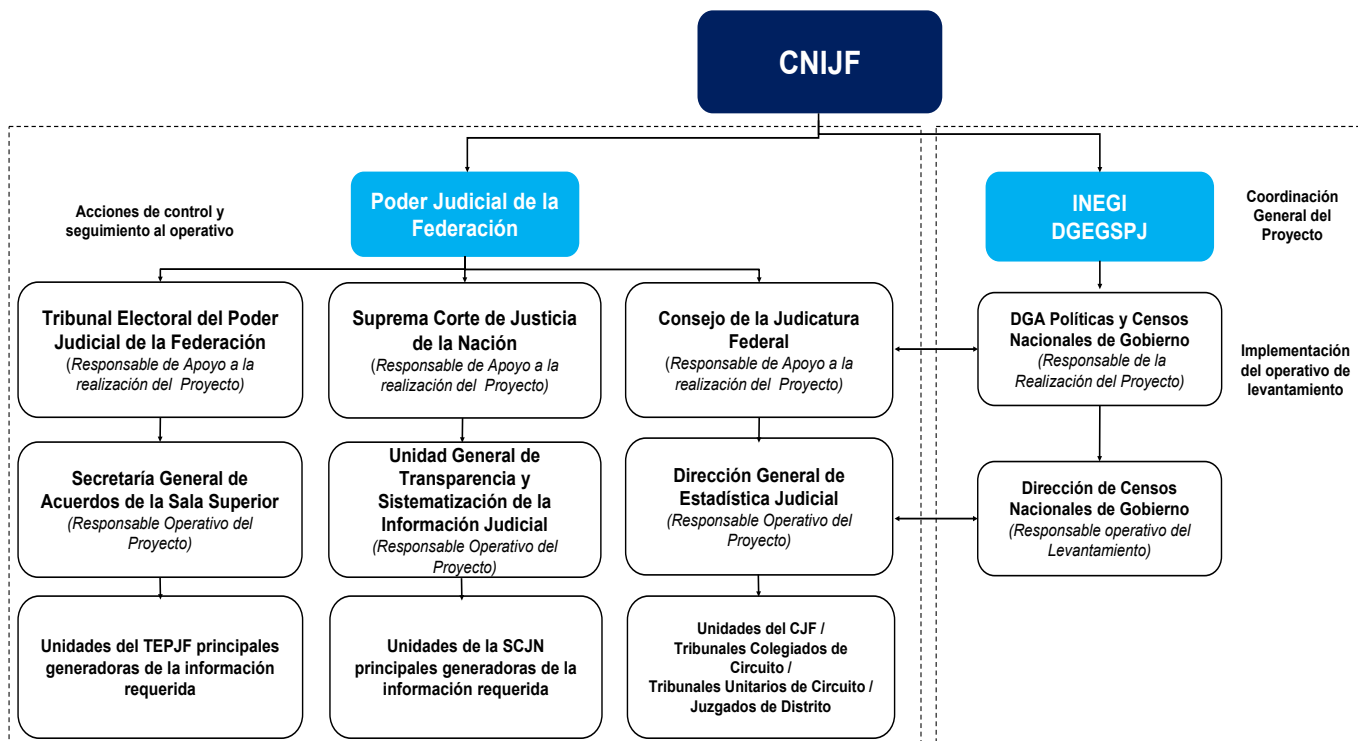 CNIJF
Acciones de control y
seguimiento al operativo
Poder Judicial de la
Federación
INEGI
DGEGSPJ
Coordinación
General del
Proyecto
Tribunal Electoral del Poder
Judicial de la Federación
(Responsable de Apoyo a la
realización del Proyecto)
Suprema Corte de Justicia
de la Nación
(Responsable de Apoyo a la
realización del Proyecto)
Consejo de la Judicatura
Federal
(Responsable de Apoyo a la
realización del Proyecto)
DGA Políticas y Censos
Nacionales de Gobierno
(Responsable de la
Realización del Proyecto)
Implementación
del operativo de
levantamiento
Secretaría General de
Acuerdos de la Sala Superior
(Responsable Operativo del
Proyecto)
Unidad General de
Transparencia y
Sistematización de la
Información Judicial
(Responsable Operativo del
Proyecto)
Dirección General de
Estadística Judicial
(Responsable Operativo del
Proyecto)
Dirección de Censos
Nacionales de Gobierno
(Responsable operativo del
Levantamiento)
Unidades del TEPJF principales
generadoras de la información
requerida
Unidades de la SCJN
principales generadoras de la
información requerida
Unidades del CJF /
Tribunales Colegiados de
Circuito /
Tribunales Unitarios de Circuito /
Juzgados de Distrito